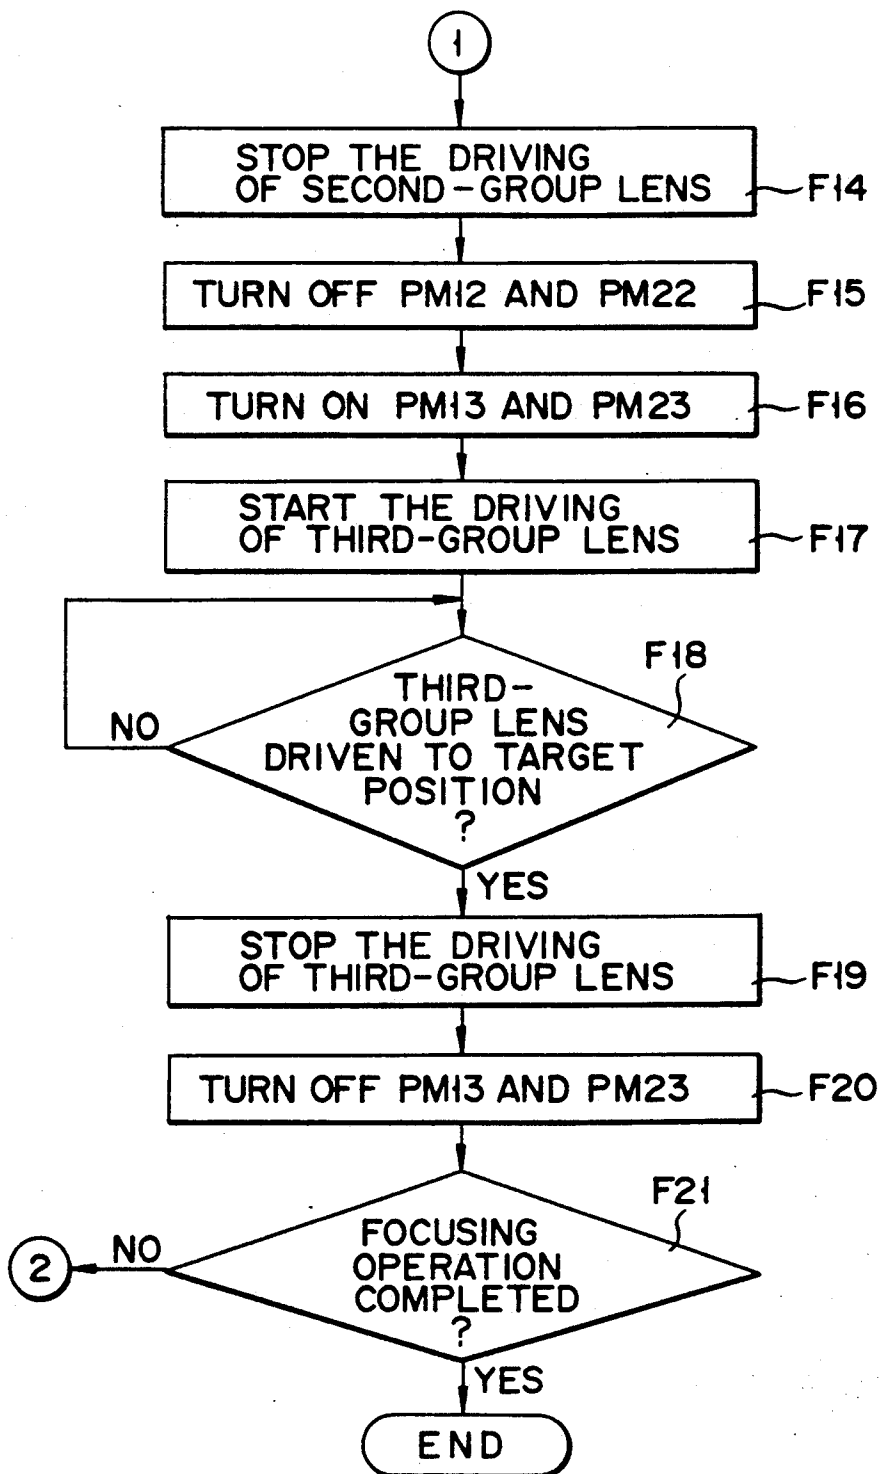 1
STOP THE DRIVING
OF SECOND-GROUP LENS
F14
TURN OFF PM12 AND PM22
F15
TURN ON PM13 AND PM23
F16
START THE DRIVING
OF THIRD-GROUP LENS
F17
F18
THIRD-
GROUP LENS
DRIVEN TO TARGET
POSITION
?
NO
YES
STOP THE DRIVING
OF THIRD-GROUP LENS
F19
TURN OFF PM13 AND PM23
F20
F21
FOCUSING
OPERATION
COMPLETED
?
NO
2
YES
END